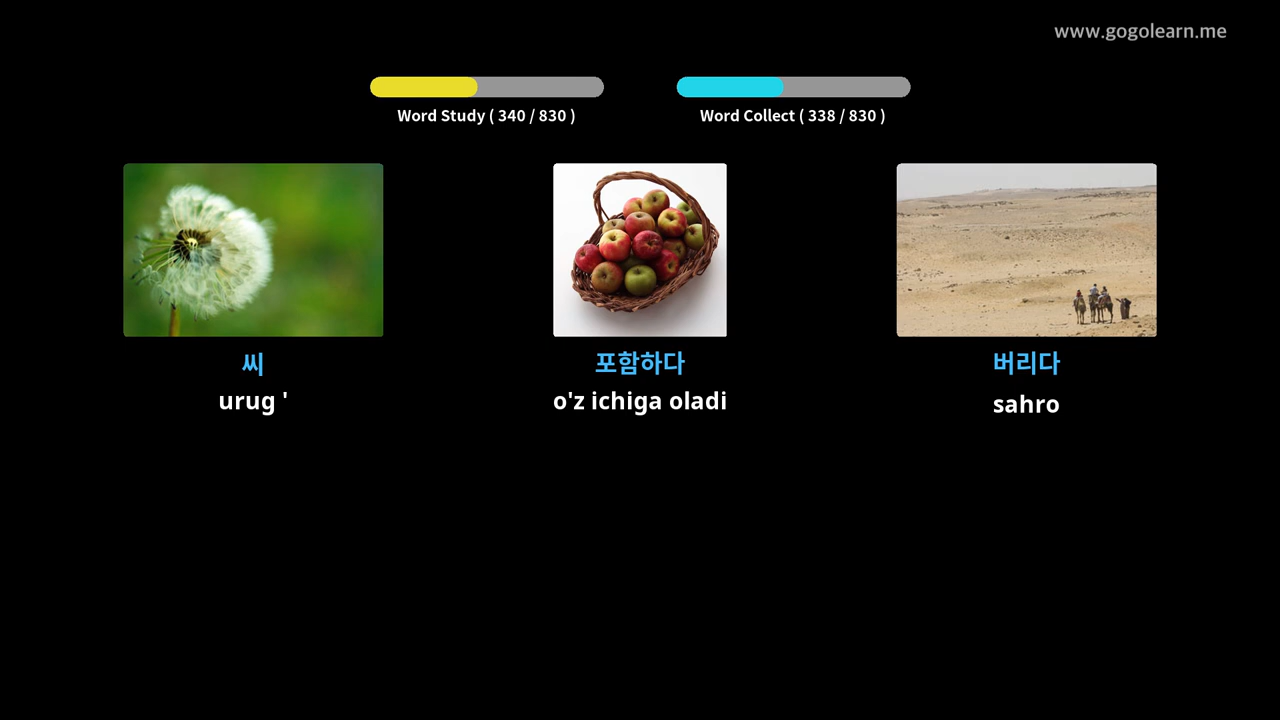 www.gogolearn.me
Word Study ( 340 / 830 )
Word Collect ( 338 / 830 )
씨
urug '
포함하다
o'z ichiga oladi
버리다
sahro